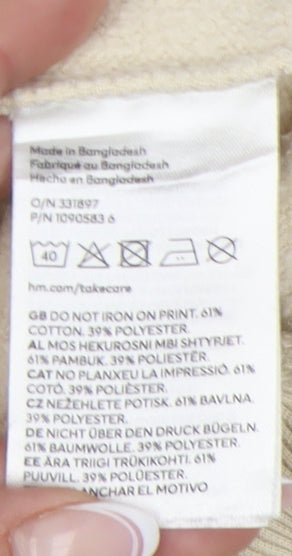 Made in Bangladesh
Fabriqué au Bangladesh
Hecho en Bangladesh
O/N 331897
P/N 1090583 6
40
hm.com/takecare
GB DO NOT IRON ON PRINT. 61%
COTTON. 39% POLYESTER.
AL MOS HEKUROSNI MBI SHTYPJET.
61% PAMBUK. 39% POLIESTËR.
CAT NO PLANXEU LA IMPRESSIÓ. 61%
COTÓ. 39% POLIÈSTER.
CZ NEŽEHLETE POTISK. 61% BAVLNA.
39% POLYESTER.
DE NICHT ÜBER DEN DRUCK BÜGELN.
61% BAUMWOLLE. 39% POLYESTER.
EE ÄRA TRIIGI TRÜKIKOHTI. 61%
PUUVILL. 39% POLÜESTER.
ANCHAR EL MOTIVO